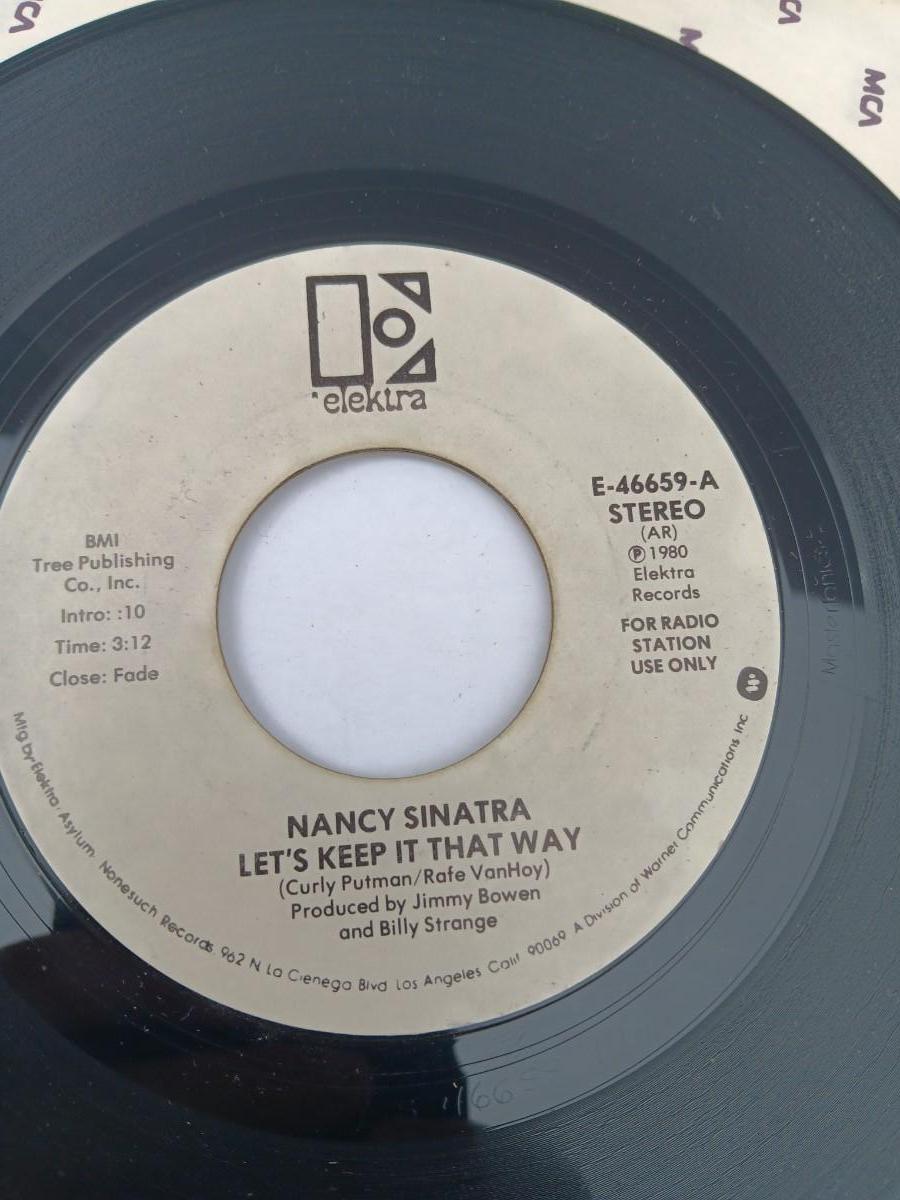 MCA
MCA
M
MCA
elektra
E-46659-A
STEREO
(AR)
℗ 1980
Elektra
Records
FOR RADIO
STATION
USE ONLY
BMI
Tree Publishing
Co., Inc.
Intro: :10
Time: 3:12
Close: Fade
NANCY SINATRA
LET'S KEEP IT THAT WAY
(Curly Putman/Rafe VanHoy)
Produced by Jimmy Bowen
and Billy Strange
Mfg by Elektra/Asylum/Nonesuch Records. 962 N La Cienega Blvd Los Angeles Calif 90069 A Division of Warner Communications Inc